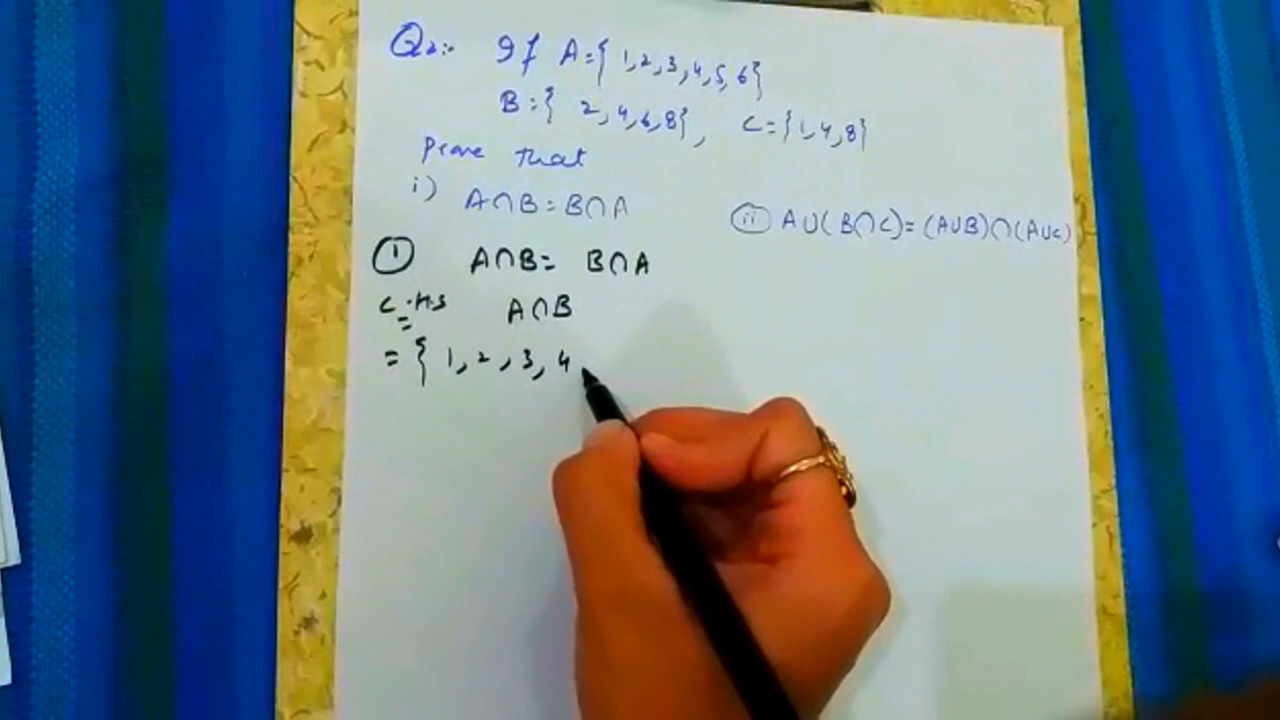 Q2:- If A={ 1,2,3,4,5,6}
B={ 2,4,6,8}, C={1,4,8}
Prove that
i) A∩B=B∩A
(ii) A∪(B∩C)=(A∪B)∩(A∪C)
(i) A∩B= B∩A
L.H.S A∩B
= { 1, 2, 3, 4